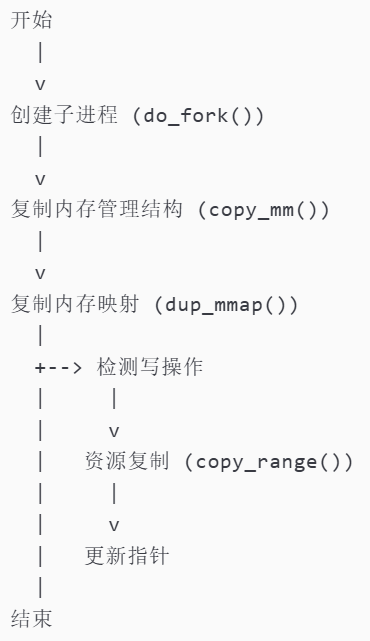 开始
  |
  v
创建子进程 (do_fork())
  |
  v
复制内存管理结构 (copy_mm())
  |
  v
复制内存映射 (dup_mmap())
  |
  +--> 检测写操作
  |     |
  |     v
  |   资源复制 (copy_range())
  |     |
  |     v
  |   更新指针
  |
结束